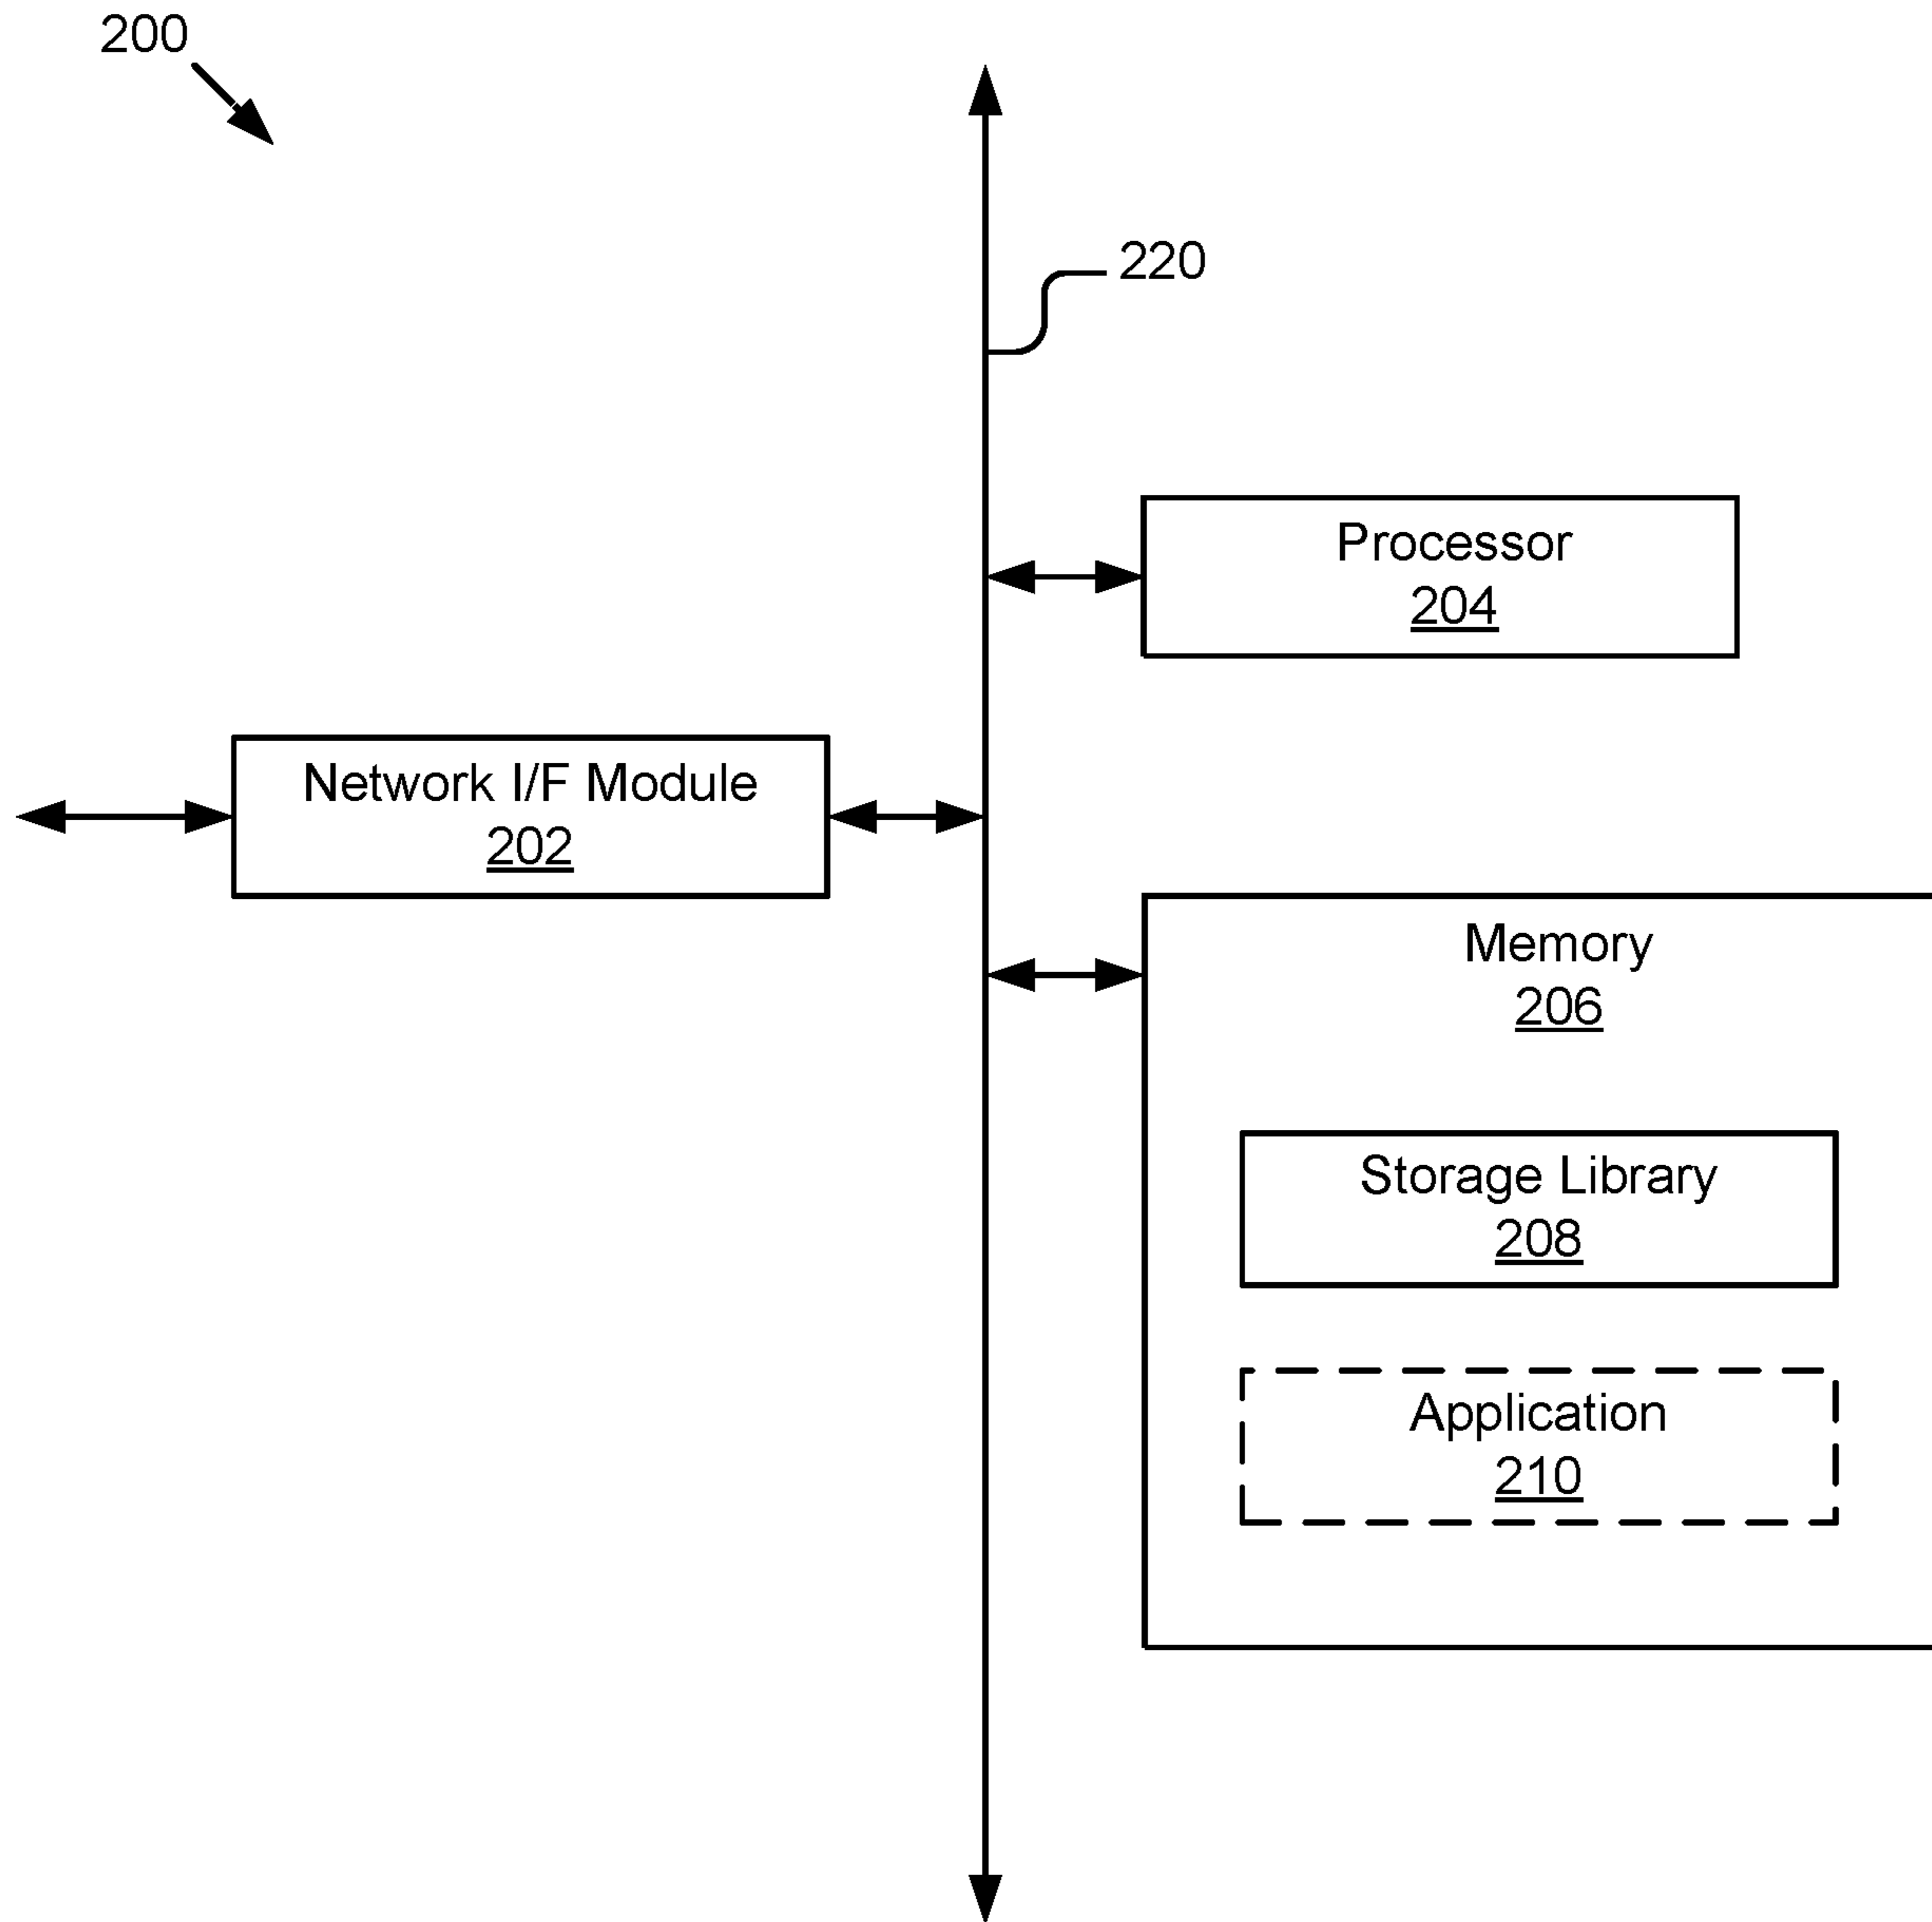 200
220
Processor
204
Network I/F Module
202
Memory
206
Storage Library
208
Application
210